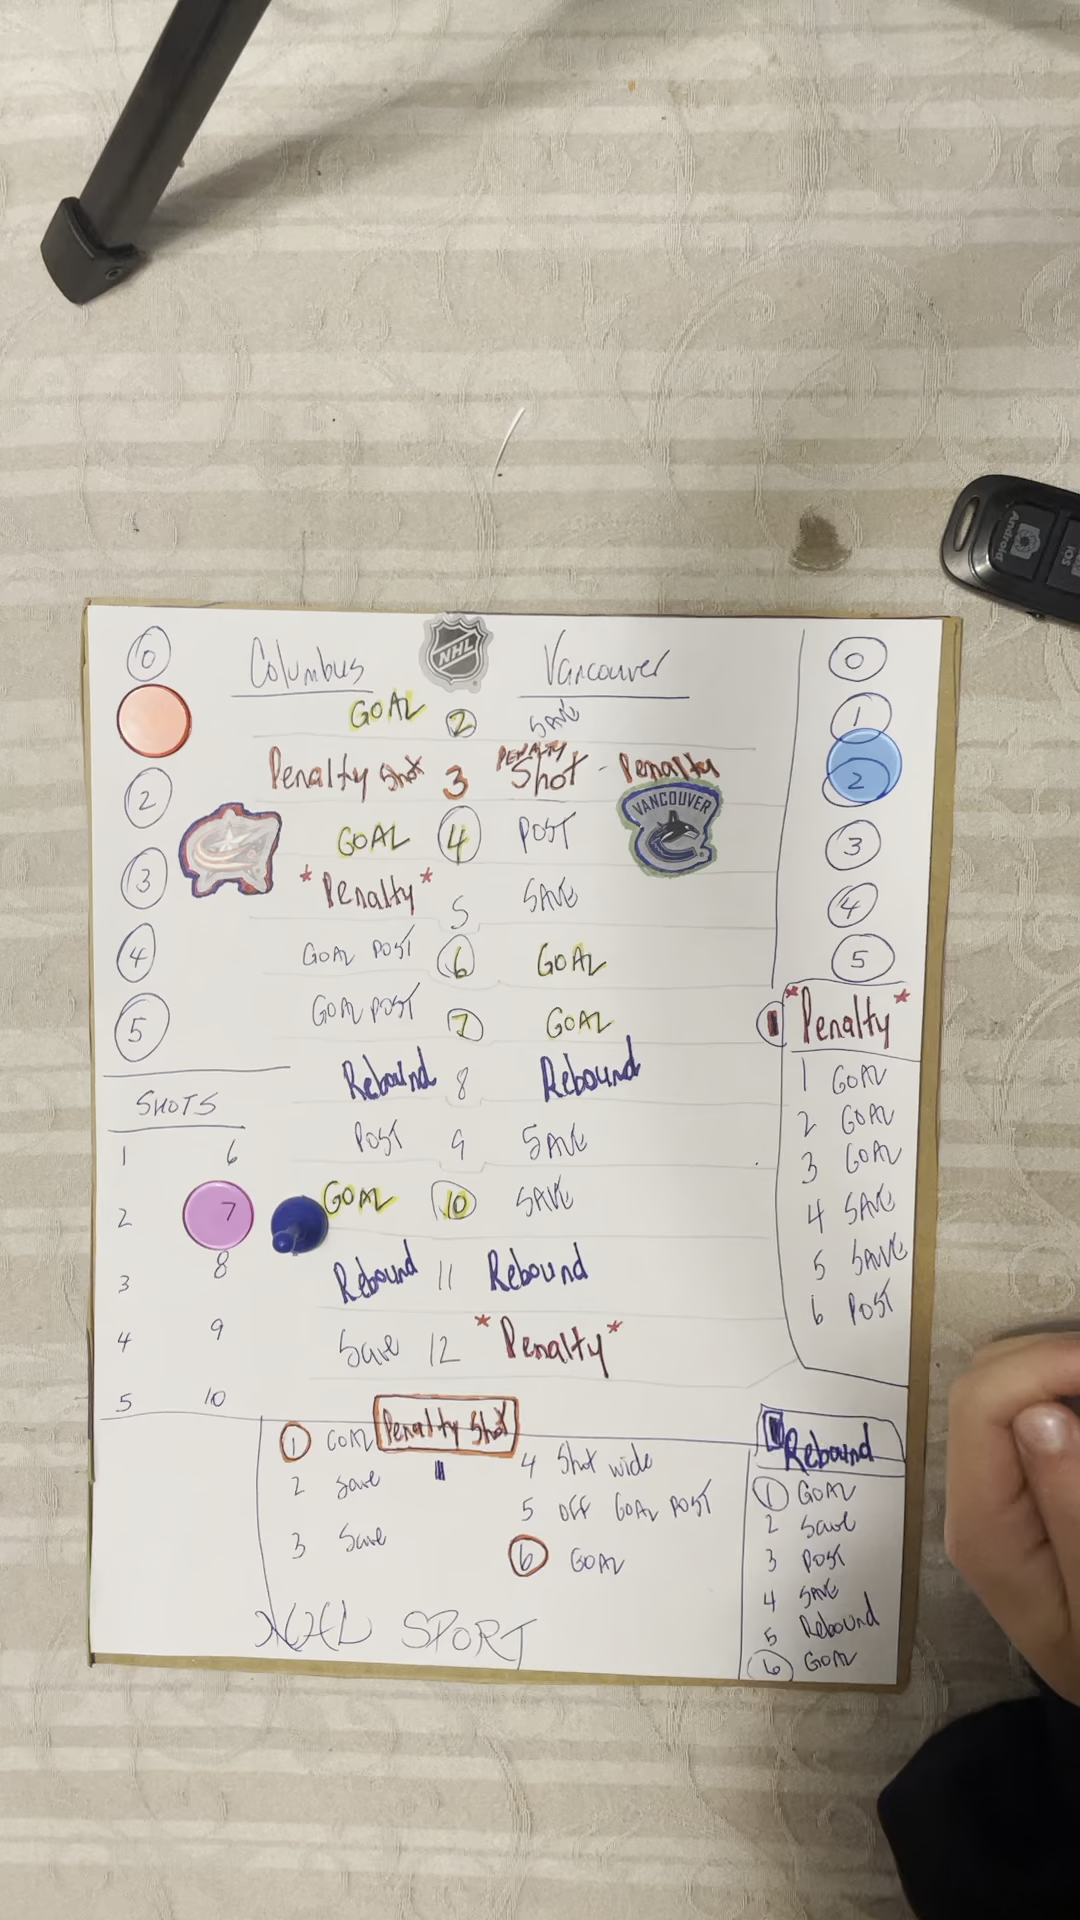 0 Columbus NHL Vancouver 0
GOAL 2 SAVE 1
Penalty Shot 3 PENALTY Shot - Penalty 2
2 GOAL 4 POST VANCOUVER 3
3 *Penalty* 5 SAVE 4
4 GOAL POST 6 GOAL 5
5 GOAL POST 7 GOAL
Rebound 8 Rebound
POST 9 SAVE
GOAL 10 SAVE
Rebound 11 Rebound
Save 12 *Penalty*
SHOTS
1 6
2 7
3 8
4 9
5 10
*Penalty*
1 GOAL
2 GOAL
3 GOAL
4 SAVE
5 SAVE
6 POST
Penalty Shot
1 GOAL
2 Save
3 Save
4 Shot wide
5 OFF GOAL POST
6 GOAL
Rebound
1 GOAL
2 Save
3 POST
4 SAVE
5 Rebound
6 GOAL
NHL SPORT
Android
iOS